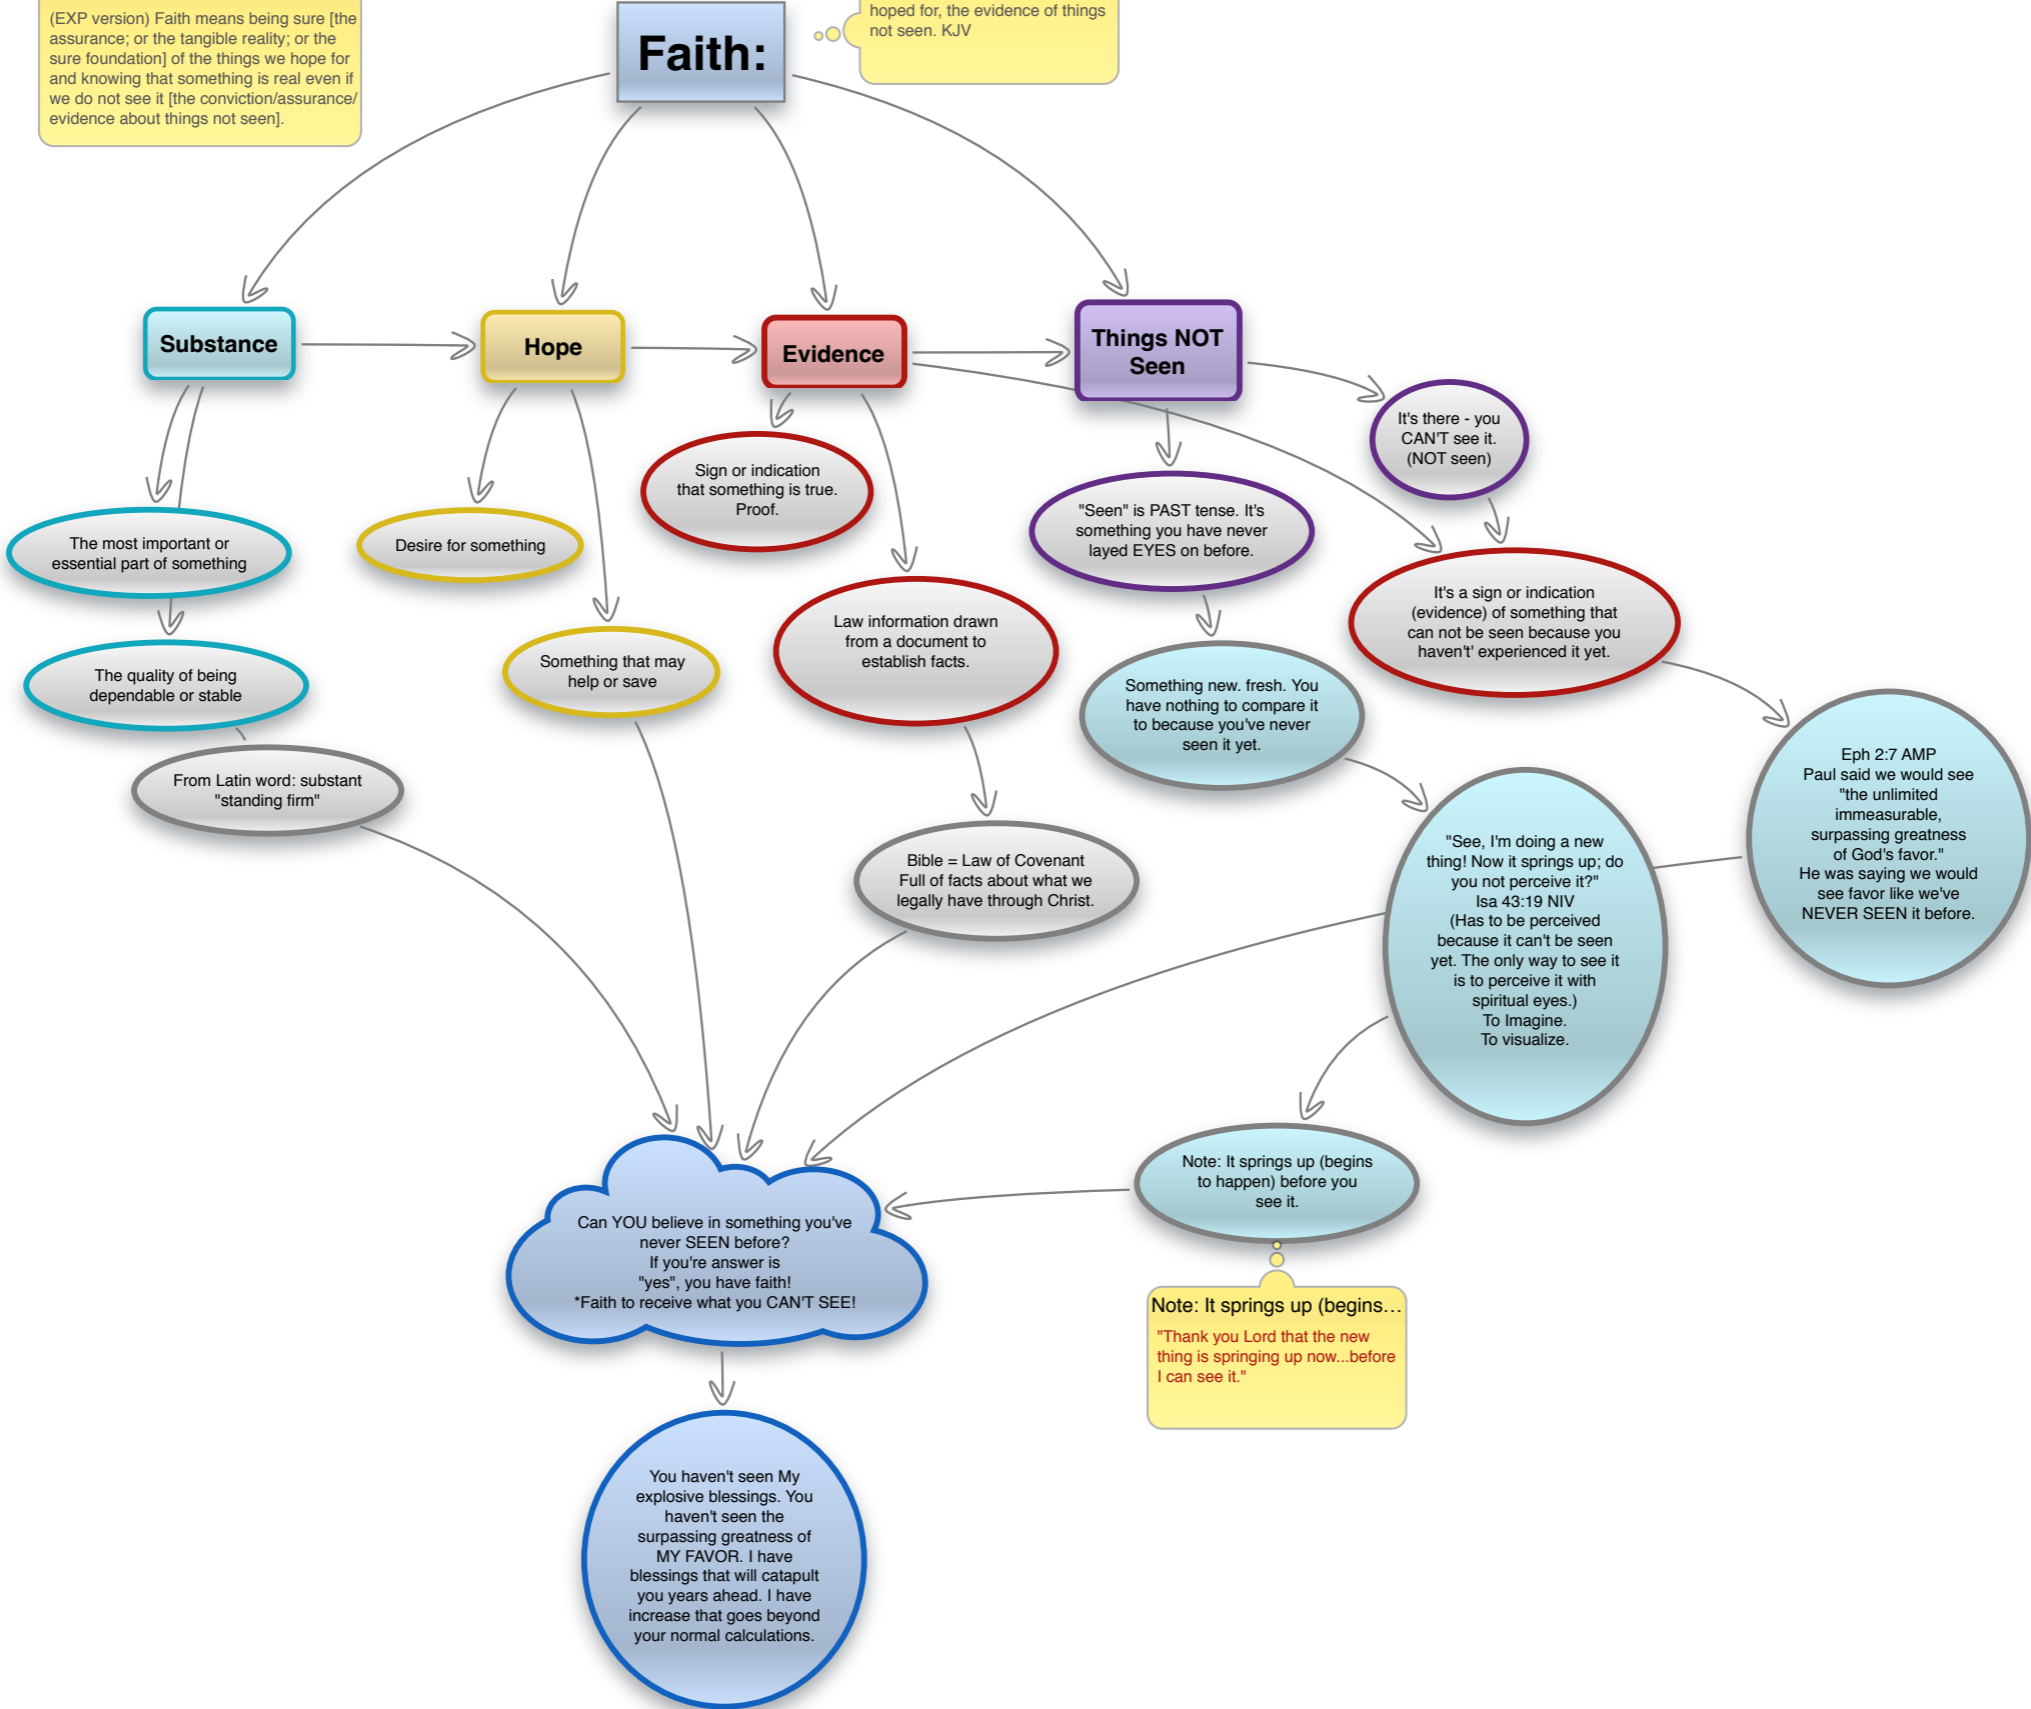 (EXP version) Faith means being sure [the
assurance; or the tangible reality; or the
sure foundation] of the things we hope for
and knowing that something is real even if
we do not see it [the conviction/assurance/
evidence about things not seen].
Faith:
hoped for, the evidence of things
not seen. KJV
Substance
Hope
Evidence
Things NOT
Seen
It's there - you
CAN'T see it.
(NOT seen)
Sign or indication
that something is true.
Proof.
"Seen" is PAST tense. It's
something you have never
layed EYES on before.
The most important or
essential part of something
Desire for something
It's a sign or indication
(evidence) of something that
can not be seen because you
haven't' experienced it yet.
Law information drawn
from a document to
establish facts.
Something that may
help or save
The quality of being
dependable or stable
Something new. fresh. You
have nothing to compare it
to because you've never
seen it yet.
From Latin word: substant
"standing firm"
Eph 2:7 AMP
Paul said we would see
"the unlimited
immeasurable,
surpassing greatness
of God's favor."
He was saying we would
see favor like we've
NEVER SEEN it before.
Bible = Law of Covenant
Full of facts about what we
legally have through Christ.
"See, I'm doing a new
thing! Now it springs up; do
you not perceive it?"
Isa 43:19 NIV
(Has to be perceived
because it can't be seen
yet. The only way to see it
is to perceive it with
spiritual eyes.)
To Imagine.
To visualize.
Note: It springs up (begins
to happen) before you
see it.
Can YOU believe in something you've
never SEEN before?
If you're answer is
"yes", you have faith!
*Faith to receive what you CAN'T SEE!
Note: It springs up (begins...
"Thank you Lord that the new
thing is springing up now...before
I can see it."
You haven't seen My
explosive blessings. You
haven't seen the
surpassing greatness of
MY FAVOR. I have
blessings that will catapult
you years ahead. I have
increase that goes beyond
your normal calculations.